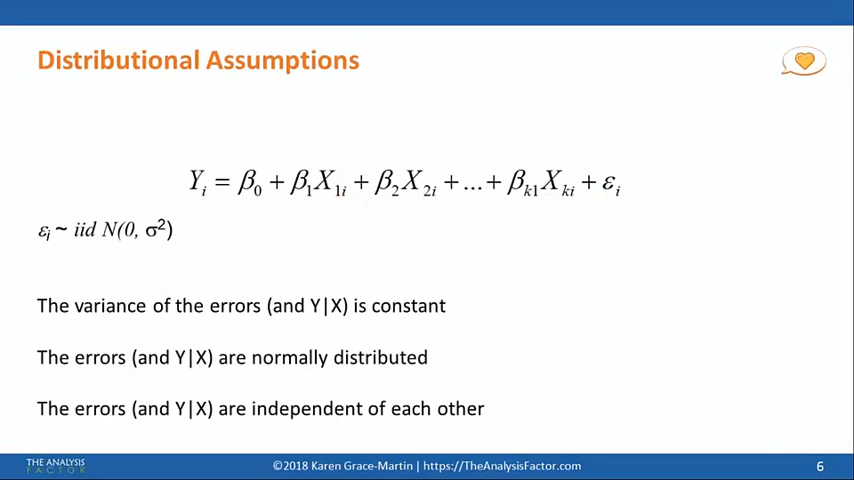 Distributional Assumptions
Yᵢ = β₀ + β₁X₁ᵢ + β₂X₂ᵢ + ... + βₖ₁Xₖᵢ + εᵢ
εᵢ ~ iid N(0, σ²)
The variance of the errors (and Y|X) is constant
The errors (and Y|X) are normally distributed
The errors (and Y|X) are independent of each other
THE ANALYSIS
FACTOR
©2018 Karen Grace-Martin | https://TheAnalysisFactor.com
6